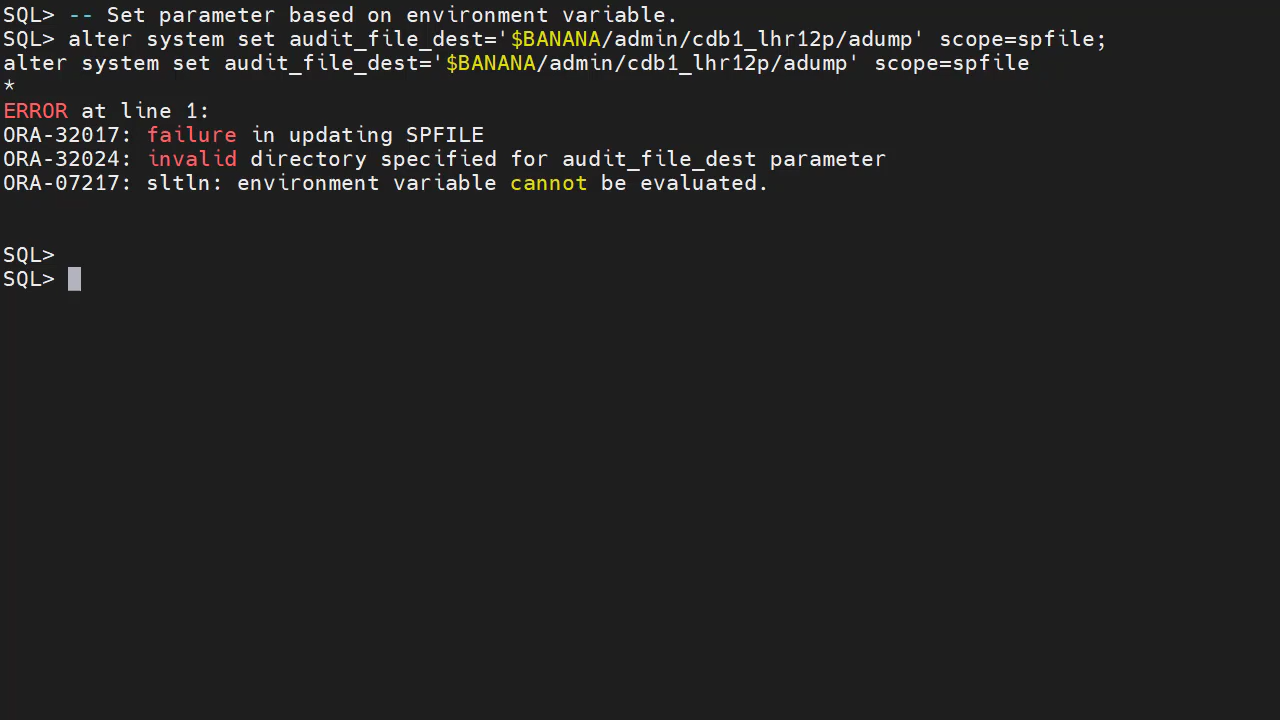 SQL> -- Set parameter based on environment variable.
SQL> alter system set audit_file_dest='$BANANA/admin/cdb1_lhr12p/adump' scope=spfile;
alter system set audit_file_dest='$BANANA/admin/cdb1_lhr12p/adump' scope=spfile
*
ERROR at line 1:
ORA-32017: failure in updating SPFILE
ORA-32024: invalid directory specified for audit_file_dest parameter
ORA-07217: sltln: environment variable cannot be evaluated.
SQL>
SQL>